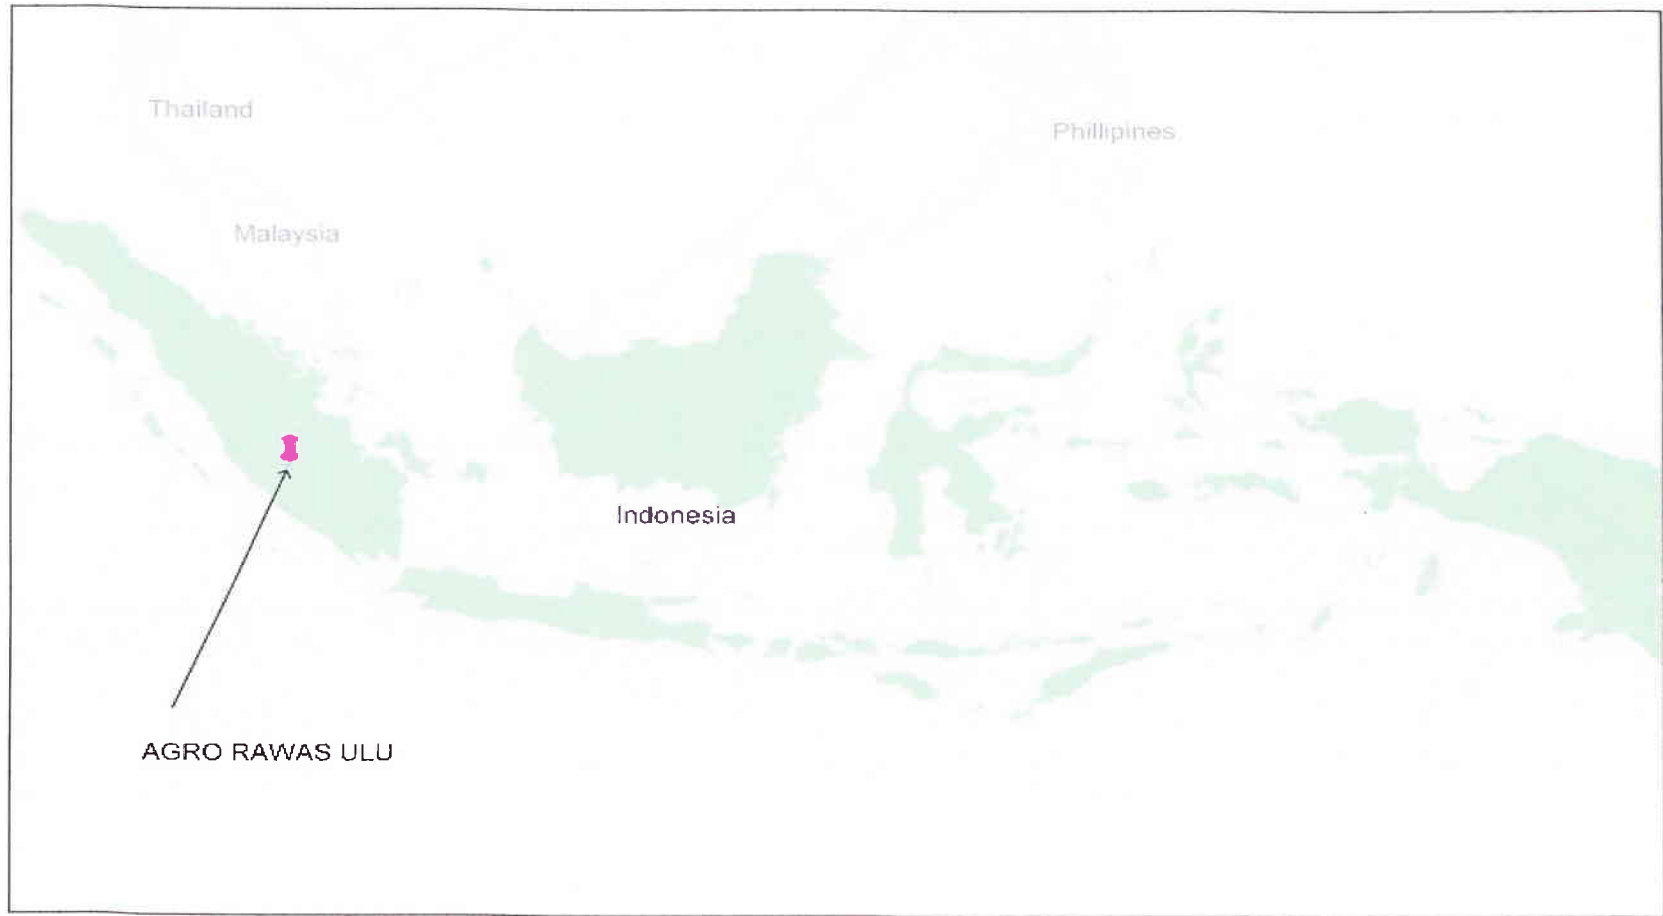 Thailand
Phillipines
Malaysia
Indonesia
AGRO RAWAS ULU